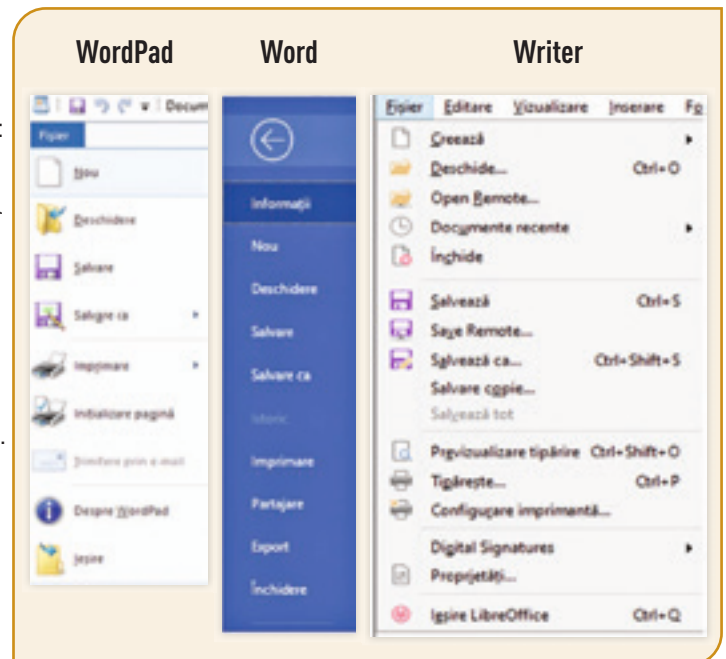 WordPad
Word
Writer
Docum
Fișier
Nou
Deschidere
Salvare
Salvare ca
Imprimare
Inițializare pagină
Trimitere prin e-mail
Despre WordPad
Ieșire
Informații
Nou
Deschidere
Salvare
Salvare ca
Istoric
Imprimare
Partajare
Export
Închidere
Fișier Editare Vizualizare Inserare Fo
Creează
Deschide... Ctrl+O
Open Remote...
Documente recente
Închide
Salvează Ctrl+S
Save Remote...
Salvează ca... Ctrl+Shift+S
Salvare copie...
Salvează tot
Previzualizare tipărire Ctrl+Shift+O
Tipărește... Ctrl+P
Configurare imprimantă...
Digital Signatures
Proprietăți...
Ieșire LibreOffice Ctrl+Q